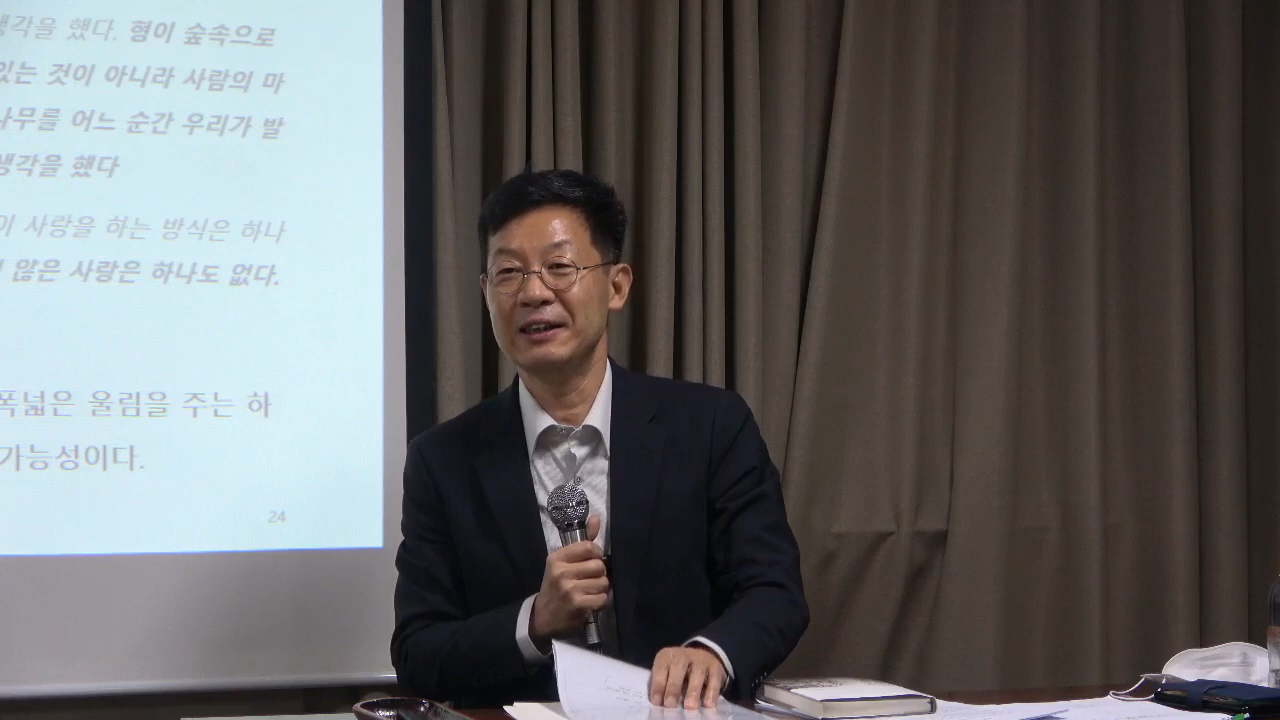 생각을 했다. 형이 숲속으로
있는 것이 아니라 사람의 마
나무를 어느 순간 우리가 발
생각을 했다
이 사랑을 하는 방식은 하나
않은 사랑은 하나도 없다.
폭넓은 울림을 주는 하
가능성이다.
24